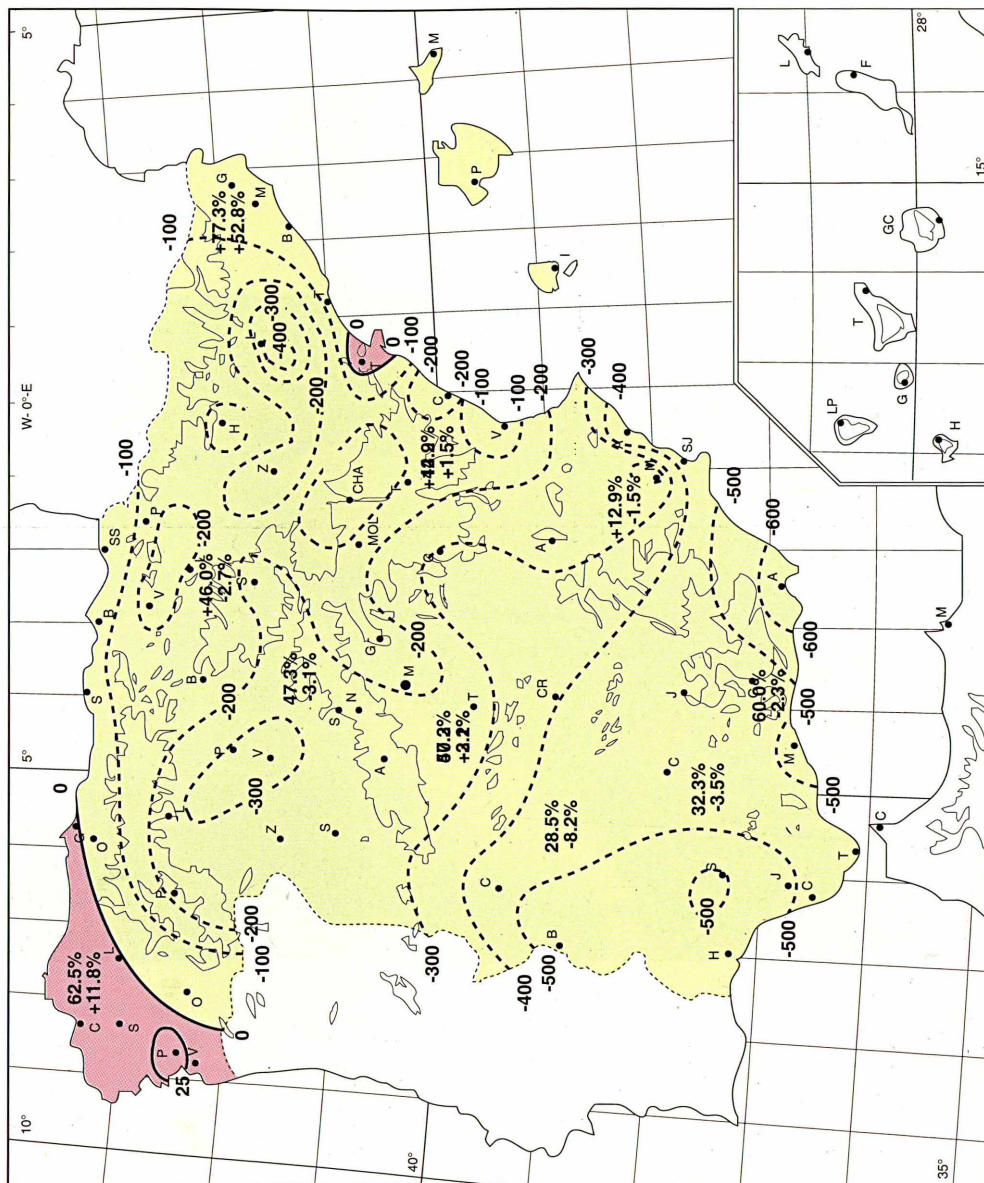 5°
10°
5°
W- 0°-E
40°
35°
28°
15°
0
0
25
62.5%
+11.8%
C
S
L
P
V
O
G
O
P
L
-200
-100
S
B
SS
B
V
P
-100
-200
+46.0%
-2.7%
S
-200
P
V
-300
Z
S
47.3%
-3.1%
S
N
A
G
M
-200
T
-100
+77.3%
+52.8%
G
M
B
T
L
-300
-400
H
-200
Z
CHA
MOL
T
0
0
T
-100
-200
C
-200
-100
V
-100
-200
+1.5%
C
A
-300
-400
A
M
SJ
+12.9%
-1.5%
-500
-600
A
-600
60.0%
-2.3%
-500
M
-500
CR
28.5%
-8.2%
32.3%
-3.5%
C
J
-300
-400
-500
C
B
S
-500
H
-500
J
C
T
C
M
M
P
I
L
F
GC
T
G
LP
H